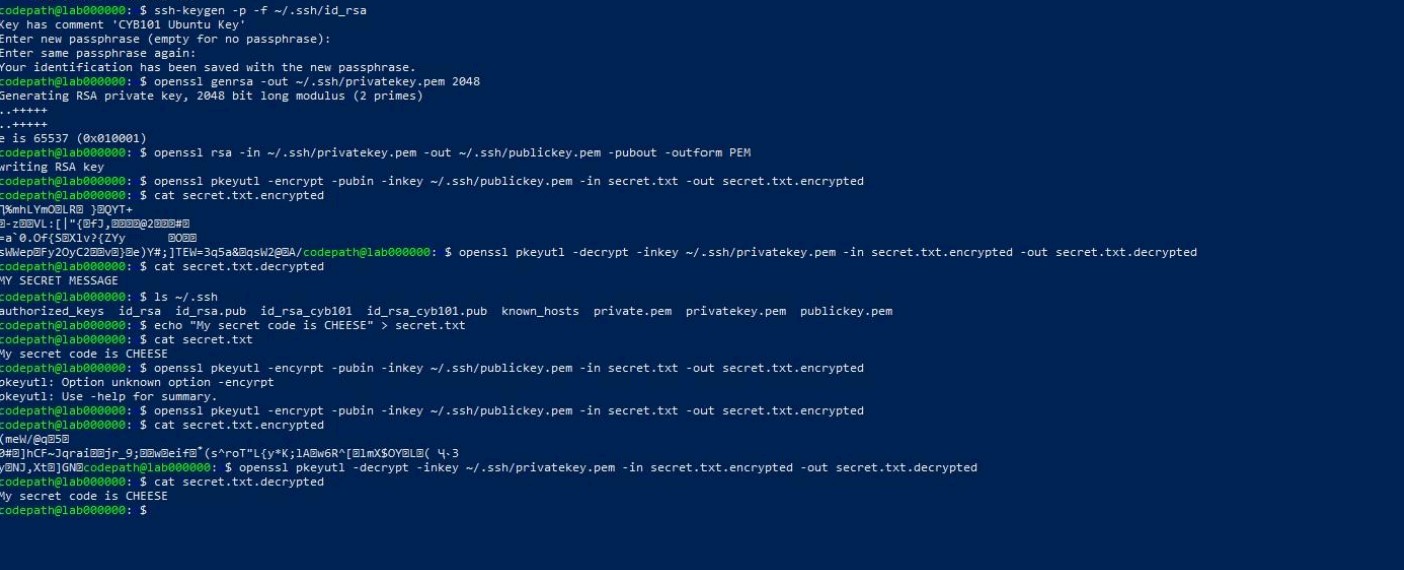 codepath@lab000000: $ ssh-keygen -p -f ~/.ssh/id_rsa
Key has comment 'CYB101 Ubuntu Key'
Enter new passphrase (empty for no passphrase):
Enter same passphrase again:
Your identification has been saved with the new passphrase.
codepath@lab000000: $ openssl genrsa -out ~/.ssh/privatekey.pem 2048
Generating RSA private key, 2048 bit long modulus (2 primes)
..+++++
..+++++
e is 65537 (0x010001)
codepath@lab000000: $ openssl rsa -in ~/.ssh/privatekey.pem -out ~/.ssh/publickey.pem -pubout -outform PEM
writing RSA key
codepath@lab000000: $ openssl pkeyutl -encrypt -pubin -inkey ~/.ssh/publickey.pem -in secret.txt -out secret.txt.encrypted
codepath@lab000000: $ cat secret.txt.encrypted
codepath@lab000000: $ openssl pkeyutl -decrypt -inkey ~/.ssh/privatekey.pem -in secret.txt.encrypted -out secret.txt.decrypted
codepath@lab000000: $ cat secret.txt.decrypted
MY SECRET MESSAGE
codepath@lab000000: $ ls ~/.ssh
authorized_keys id_rsa id_rsa.pub id_rsa_cyb101 id_rsa_cyb101.pub known_hosts private.pem privatekey.pem publickey.pem
codepath@lab000000: $ echo "My secret code is CHEESE" > secret.txt
codepath@lab000000: $ cat secret.txt
My secret code is CHEESE
codepath@lab000000: $ openssl pkeyutl -encyrpt -pubin -inkey ~/.ssh/publickey.pem -in secret.txt -out secret.txt.encrypted
pkeyutl: Option unknown option -encyrpt
pkeyutl: Use -help for summary.
codepath@lab000000: $ openssl pkeyutl -encrypt -pubin -inkey ~/.ssh/publickey.pem -in secret.txt -out secret.txt.encrypted
codepath@lab000000: $ cat secret.txt.encrypted
codepath@lab000000: $ openssl pkeyutl -decrypt -inkey ~/.ssh/privatekey.pem -in secret.txt.encrypted -out secret.txt.decrypted
codepath@lab000000: $ cat secret.txt.decrypted
My secret code is CHEESE
codepath@lab000000: $